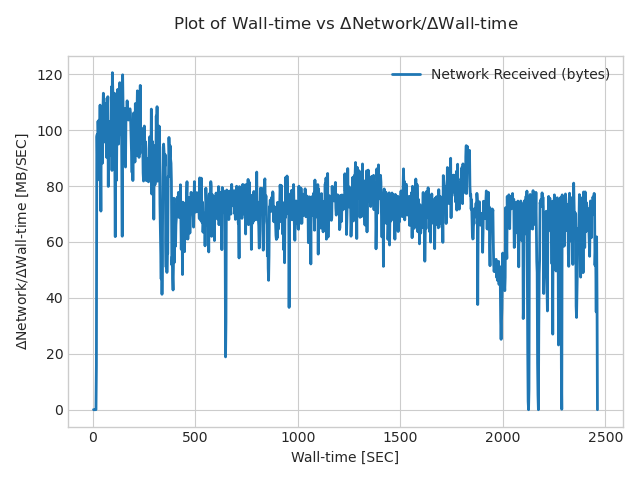 Plot of Wall-time vs ΔNetwork/ΔWall-time
Network Received (bytes)
ΔNetwork/ΔWall-time [MB/SEC]
120
100
80
60
40
20
0
0 500 1000 1500 2000 2500
Wall-time [SEC]